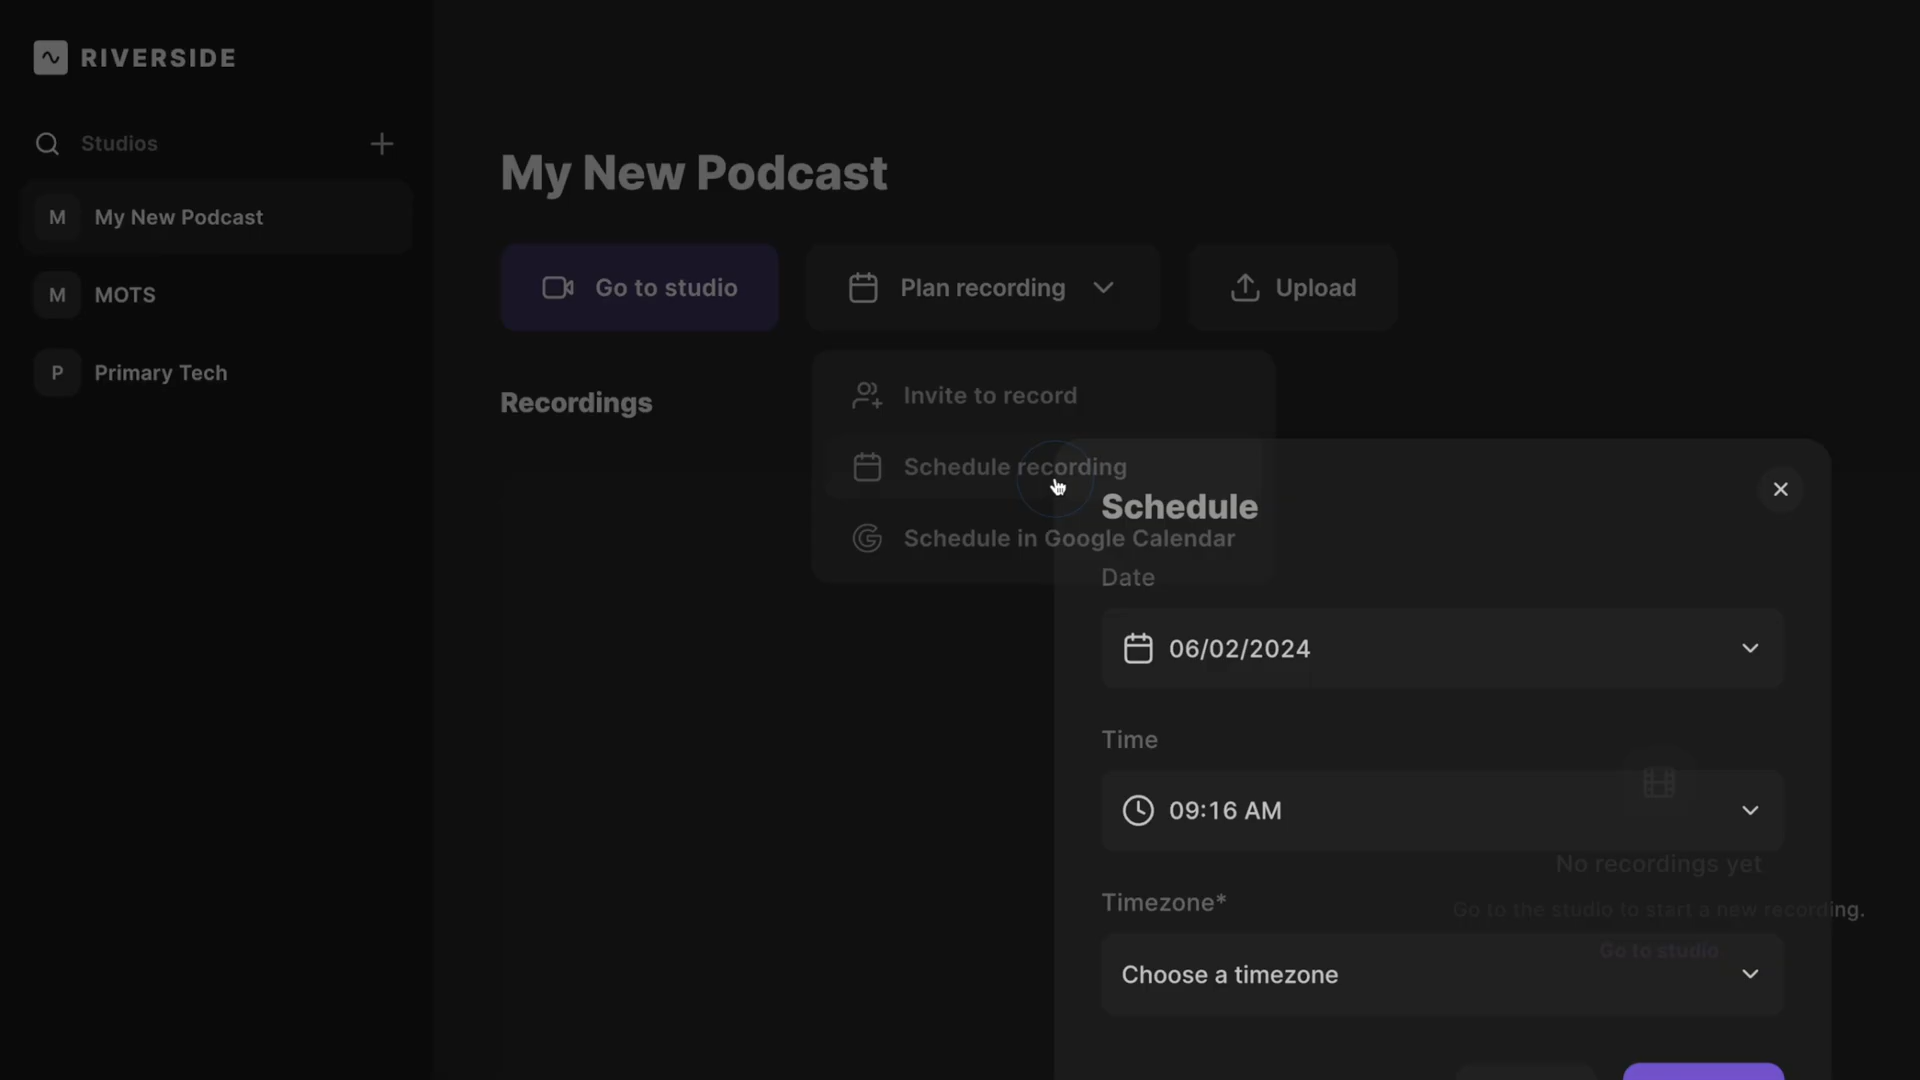 RIVERSIDE
Studios
M My New Podcast
M MOTS
P Primary Tech
My New Podcast
Go to studio
Plan recording
Upload
Recordings
Invite to record
Schedule recording
Schedule in Google Calendar
Schedule
Date
06/02/2024
Time
09:16 AM
Timezone*
Choose a timezone
No recordings yet
Go to the studio to start a new recording.
Go to studio